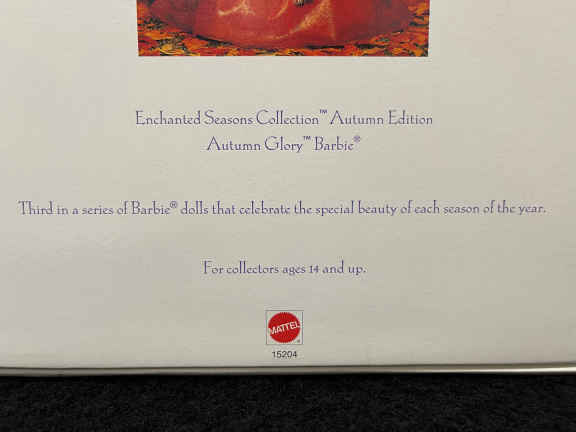 Enchanted Seasons Collection™ Autumn Edition
Autumn Glory™ Barbie®
Third in a series of Barbie® dolls that celebrate the special beauty of each season of the year.
For collectors ages 14 and up.
MATTEL®
15204